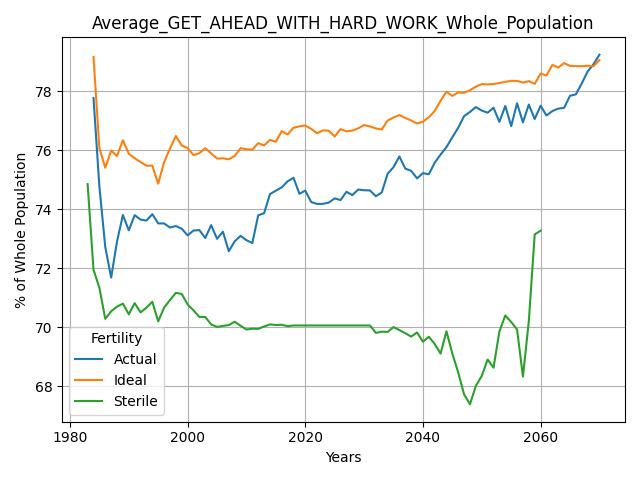 Average_GET_AHEAD_WITH_HARD_WORK_Whole_Population
% of Whole Population
78
76
74
72
70
68
Fertility
Actual
Ideal
Sterile
1980
2000
2020
2040
2060
Years